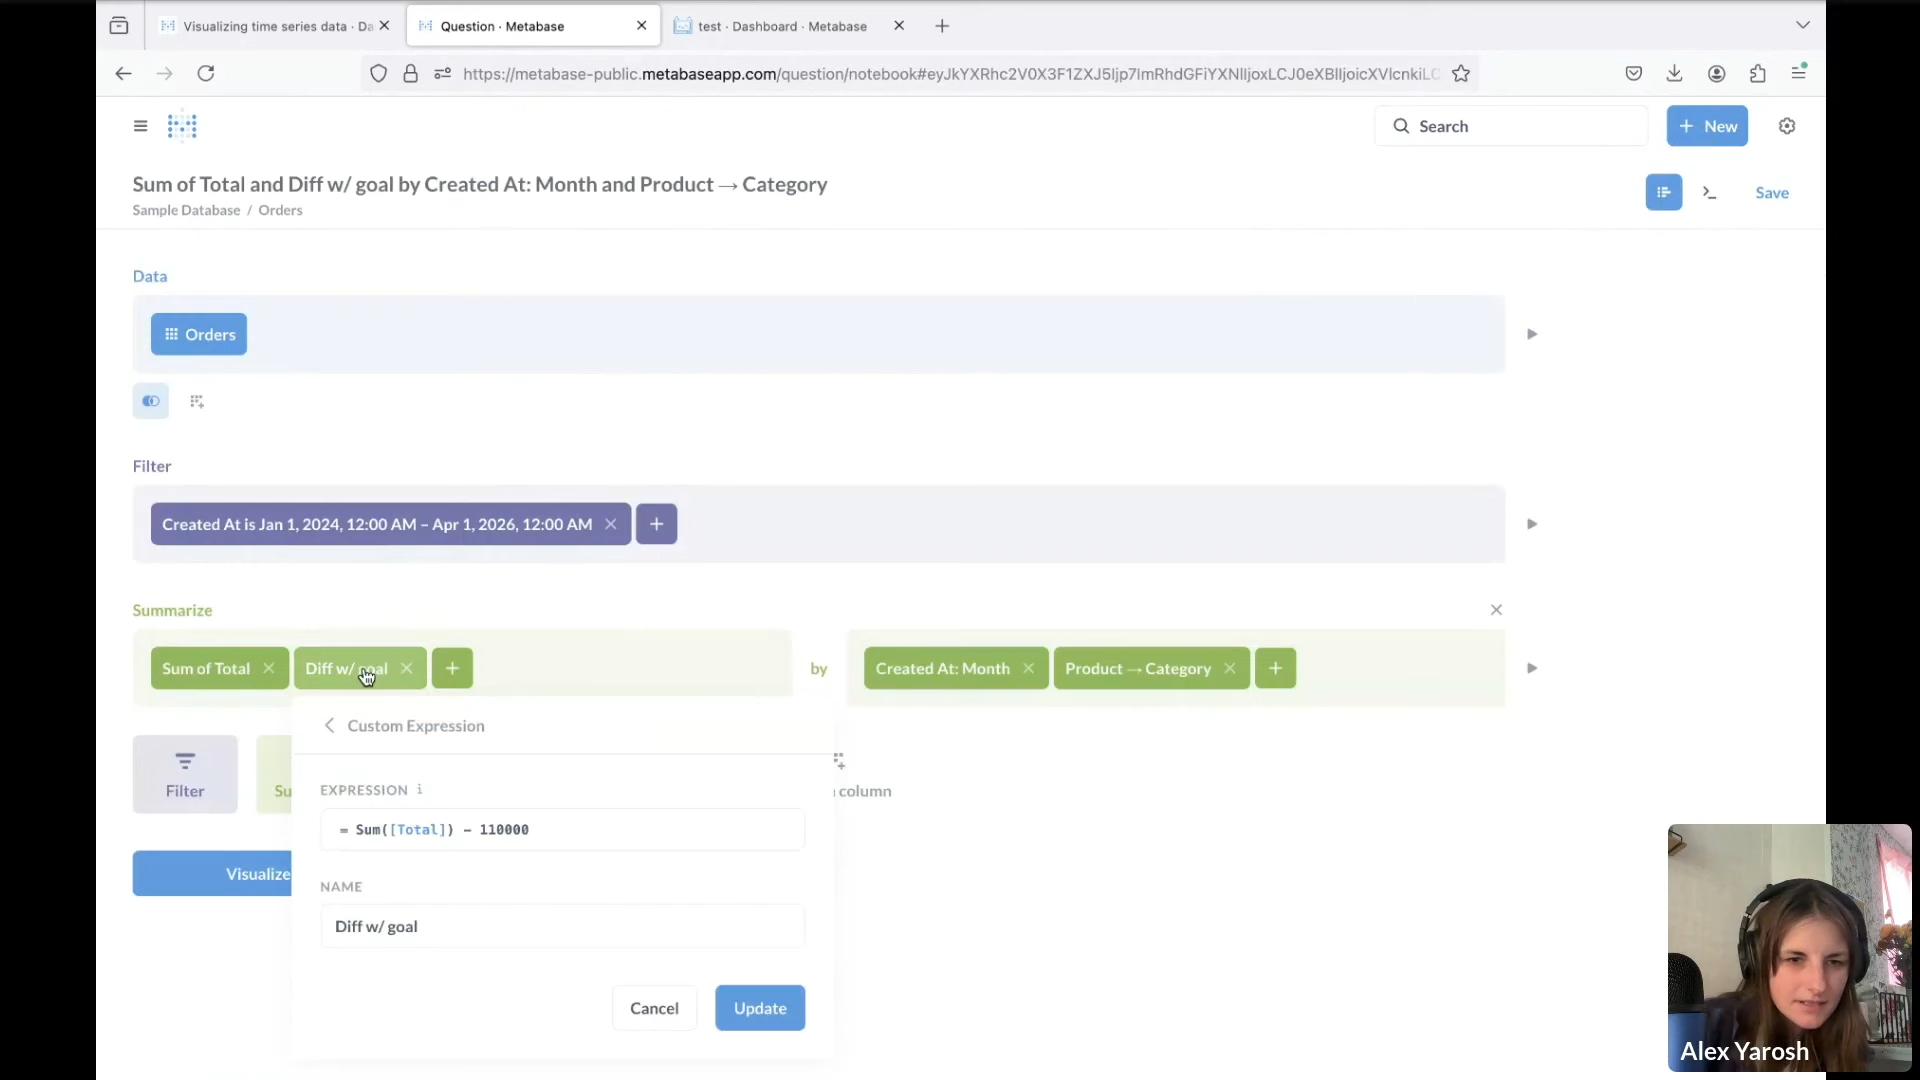 Visualizing time series data · Da
Question · Metabase
test · Dashboard · Metabase
https://metabase-public.metabaseapp.com/question/notebook#eyJkYXRhc2V0X3F1ZXJ5Ijp7ImRhdGFiYXNlIjoxLCJ0eXBlIjoicXVlcnkiLC
Search
+ New
Sum of Total and Diff w/ goal by Created At: Month and Product → Category
Sample Database / Orders
Save
Data
Orders
Filter
Created At is Jan 1, 2024, 12:00 AM – Apr 1, 2026, 12:00 AM
Summarize
Sum of Total
Diff w/ goal
by
Created At: Month
Product → Category
Custom Expression
Filter
Su
column
EXPRESSION i
= Sum([Total]) - 110000
Visualize
NAME
Diff w/ goal
Cancel
Update
Alex Yarosh